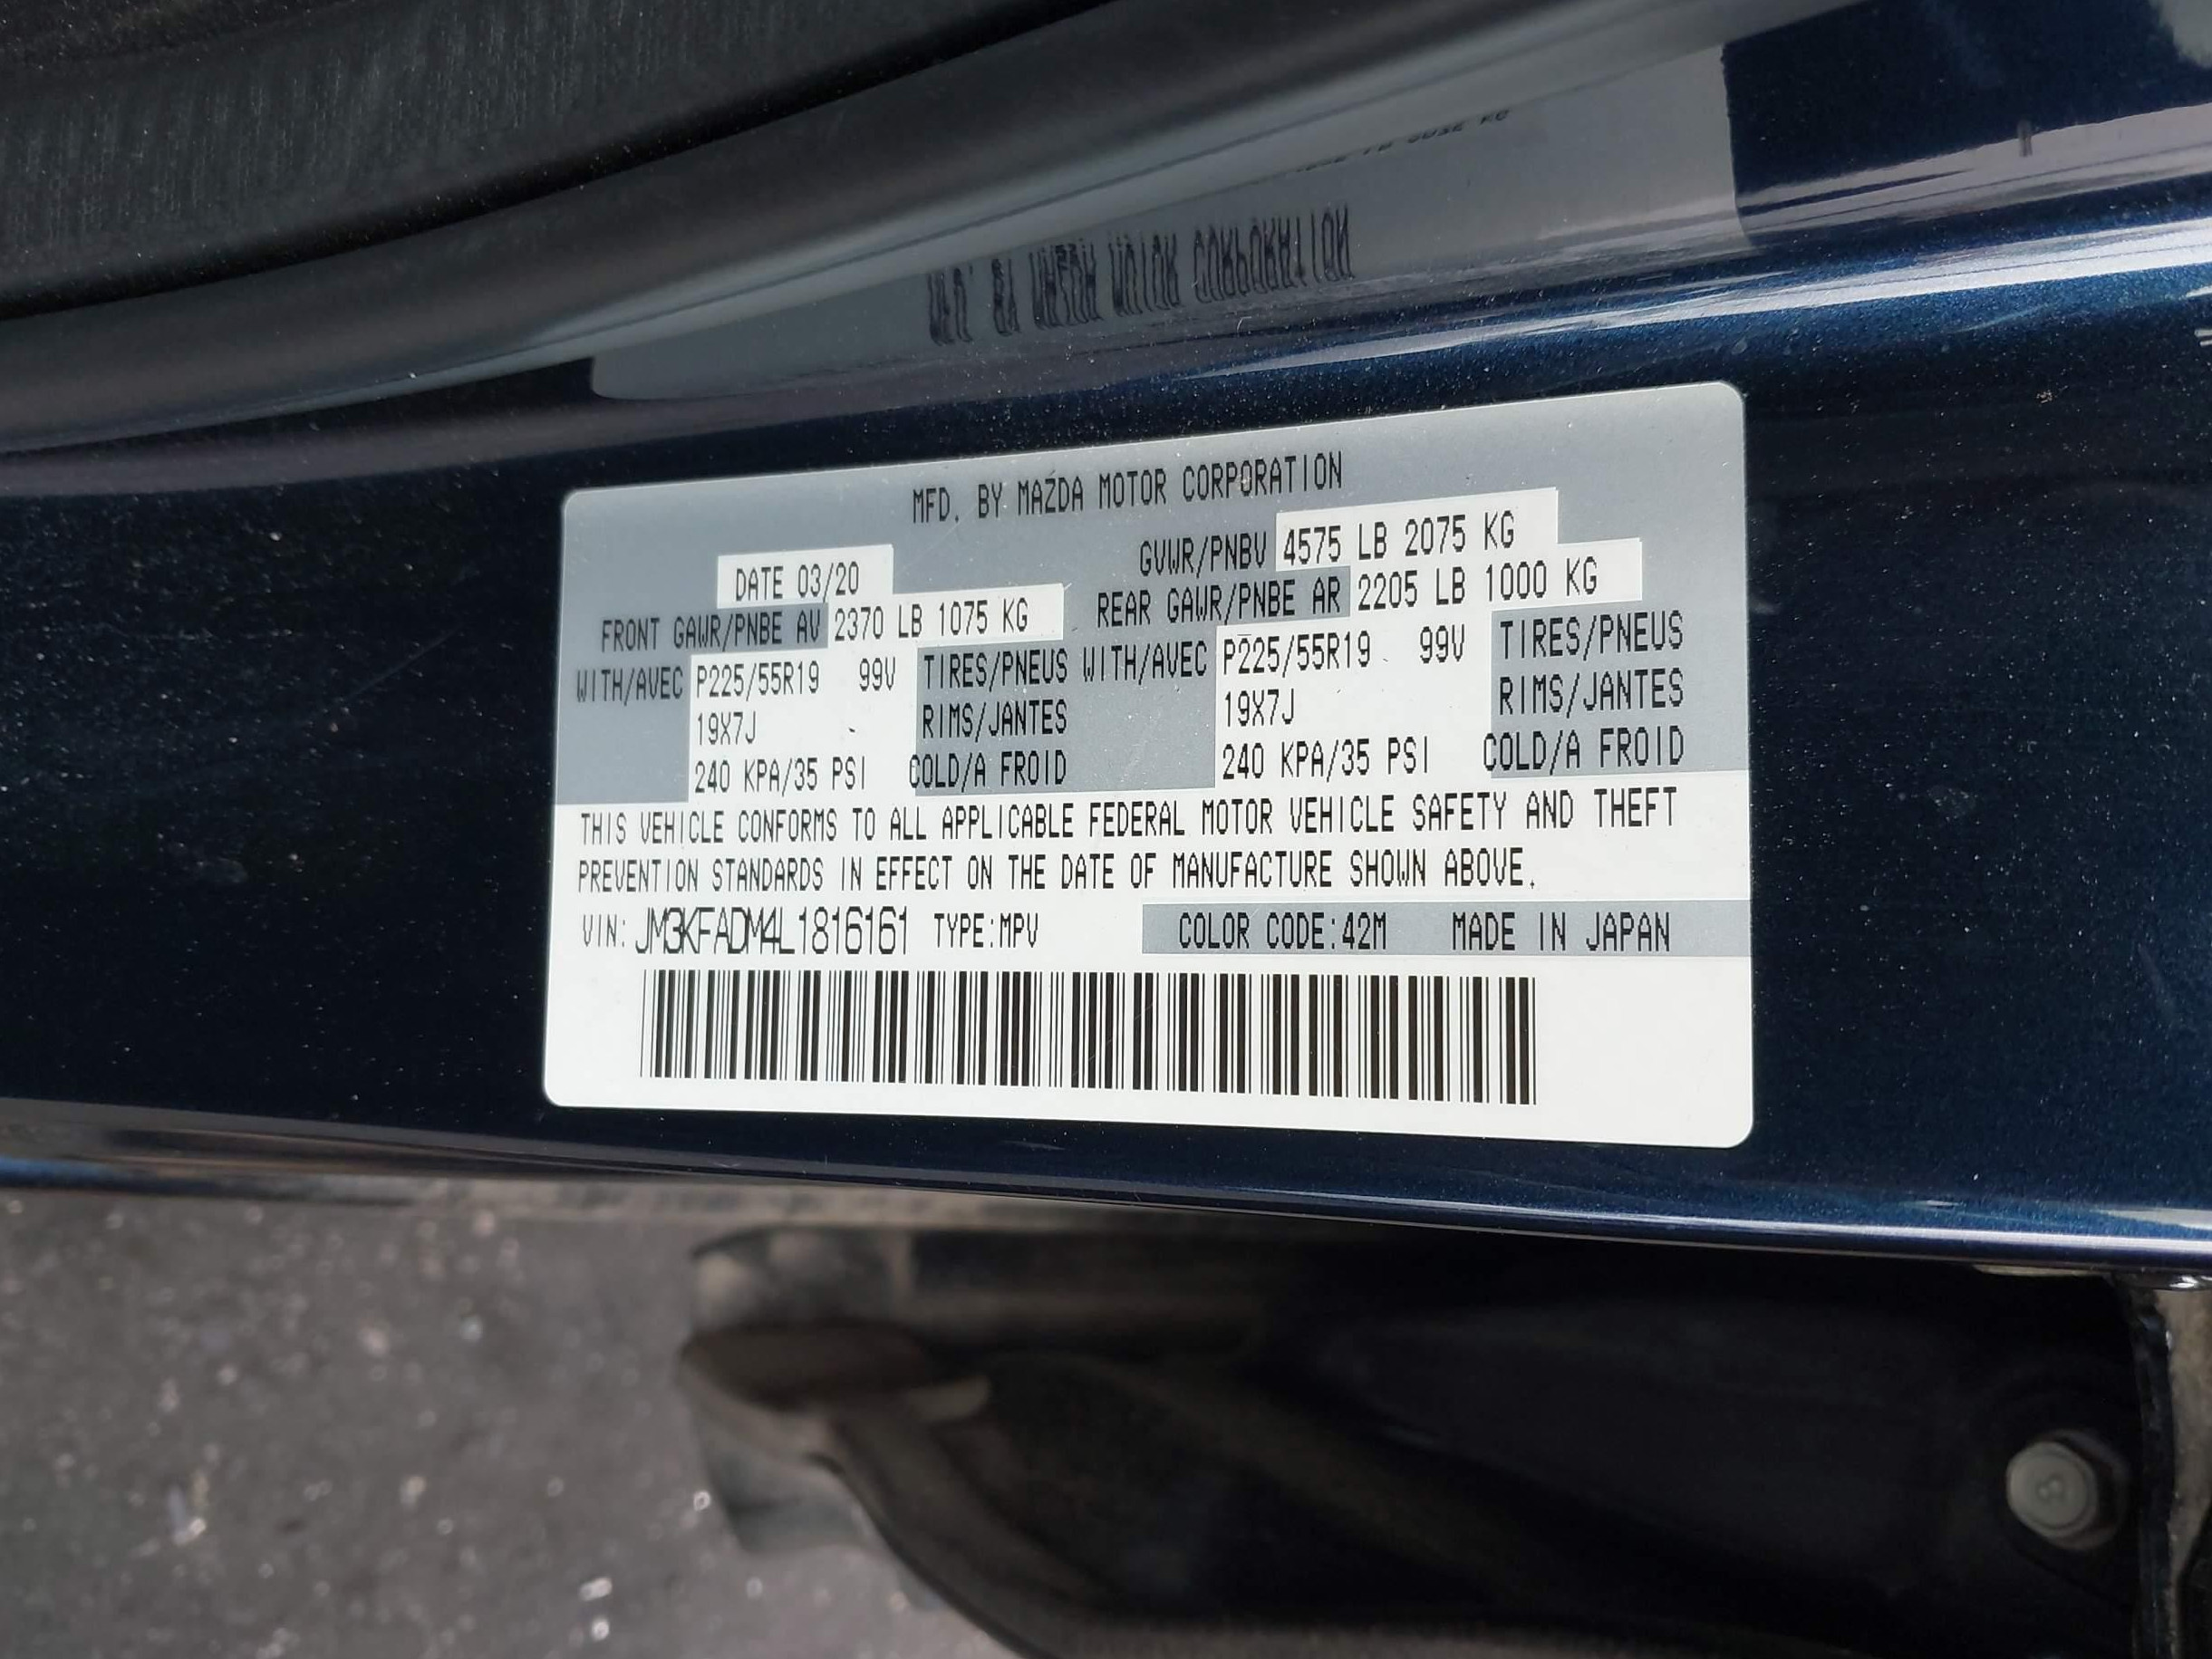 MFD. BY MAZDA MOTOR CORPORATION
DATE 03/20 GVWR/PNBV 4575 LB 2075 KG
FRONT GAWR/PNBE AV 2370 LB 1075 KG REAR GAWR/PNBE AR 2205 LB 1000 KG
WITH/AVEC P225/55R19 99V TIRES/PNEUS WITH/AVEC P225/55R19 99V TIRES/PNEUS
19X7J RIMS/JANTES 19X7J RIMS/JANTES
240 KPA/35 PSI COLD/A FROID 240 KPA/35 PSI COLD/A FROID
THIS VEHICLE CONFORMS TO ALL APPLICABLE FEDERAL MOTOR VEHICLE SAFETY AND THEFT
PREVENTION STANDARDS IN EFFECT ON THE DATE OF MANUFACTURE SHOWN ABOVE.
VIN: JM3KFADM4L1816161 TYPE:MPV COLOR CODE:42M MADE IN JAPAN